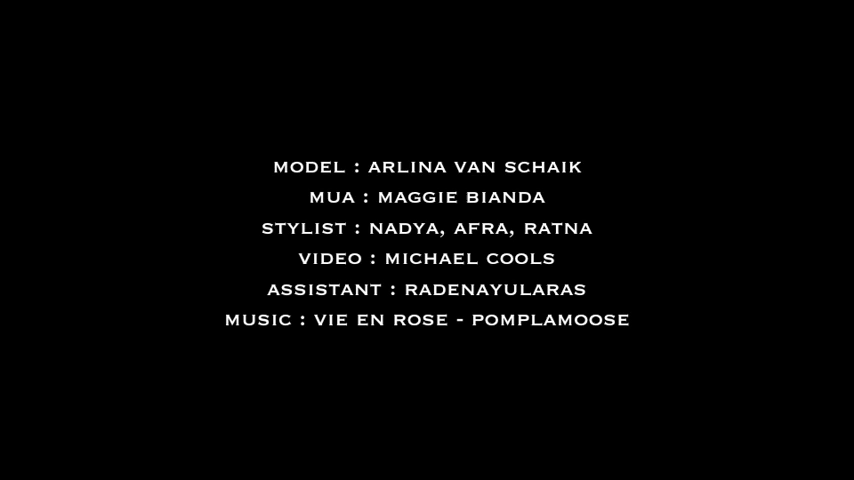 MODEL : ARLINA VAN SCHAIK
MUA : MAGGIE BIANDA
STYLIST : NADYA, AFRA, RATNA
VIDEO : MICHAEL COOLS
ASSISTANT : RADENAYULARAS
MUSIC : VIE EN ROSE - POMPLAMOOSE